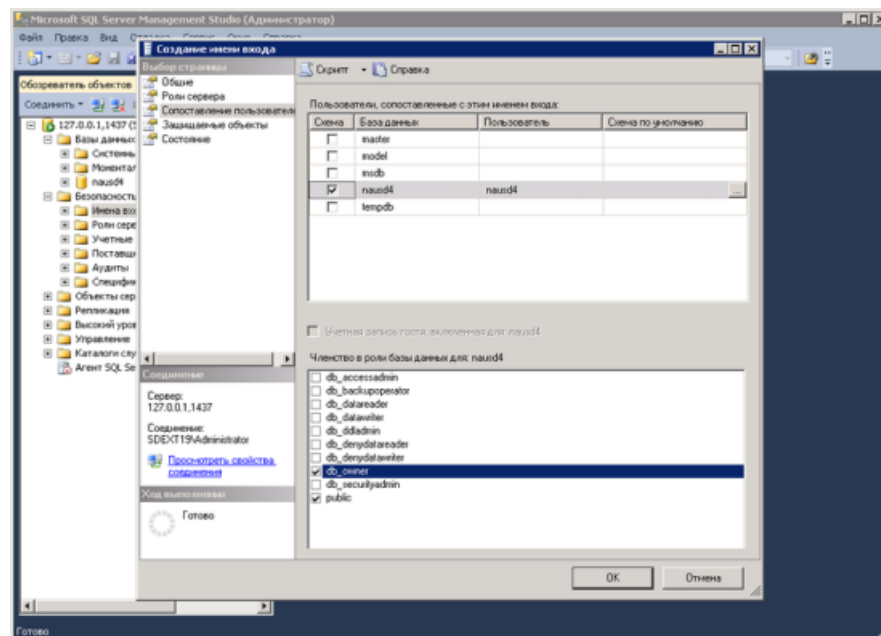 Microsoft SQL Server Management Studio (Администратор)
Файл Правка Вид
Создание имени входа
Обозреватель объектов
Соединить
127.0.0.1,1437 (S
Базы данных
Системнь
Моментал
nausd4
Безопасность
Имена вхо
Роли серве
Учетные
Поставщи
Аудиты
Специфик
Объекты сер
Репликация
Высокий уров
Управление
Каталоги слу
Агент SQL Se
Готово
Выбор страницы
Общие
Роли сервера
Сопоставление пользователе
Защищаемые объекты
Состояние
Соединение
Сервер:
127.0.0.1,1437
Соединение:
SDEXT19\Administrator
Просмотреть свойства
соединения
Ход выполнения
Готово
Скрипт Справка
Пользователи, сопоставленные с этим именем входа:
Схема База данных Пользователь Схема по умолчанию
master
model
msdb
nausd4 nausd4 ...
tempdb
Учетная запись гостя, включенная для: nausd4
Членство в роли базы данных для: nausd4
db_accessadmin
db_backupoperator
db_datareader
db_datawriter
db_ddladmin
db_denydatareader
db_denydatawriter
db_owner
db_securityadmin
public
OK Отмена